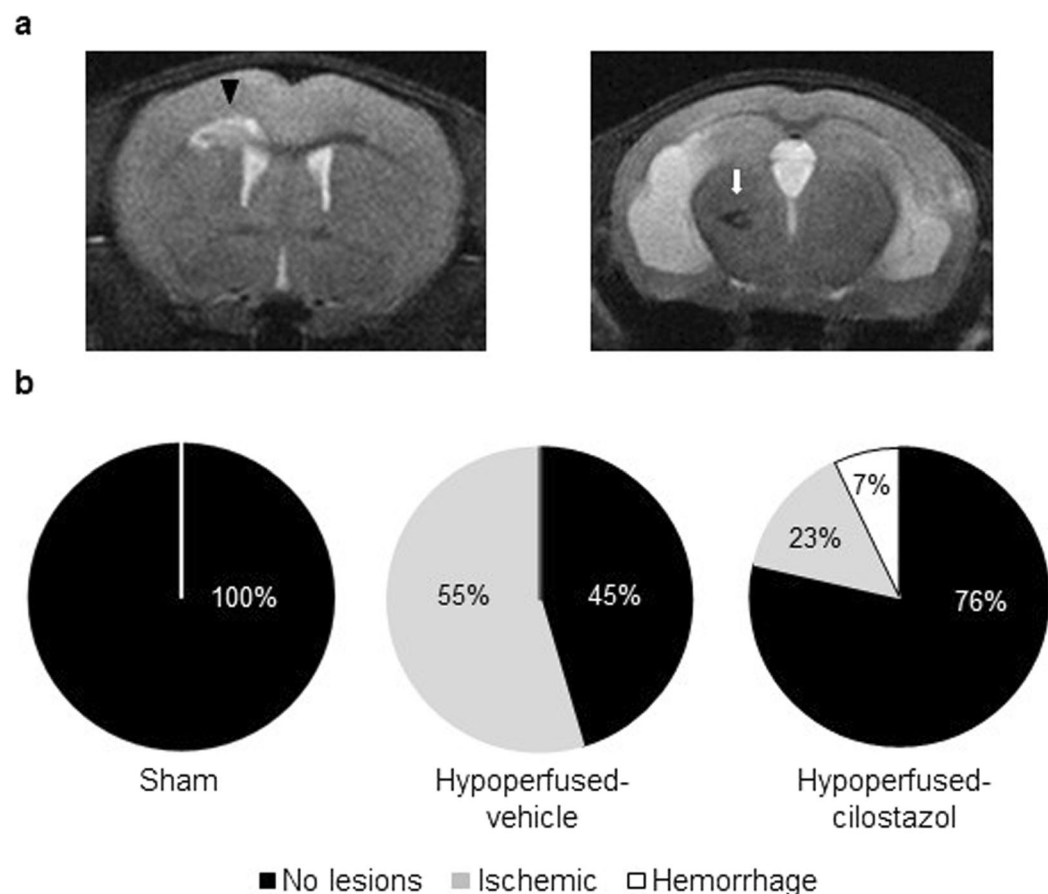 a
b
100%
55%
45%
7%
23%
76%
Sham
Hypoperfused-
vehicle
Hypoperfused-
cilostazol
No lesions
Ischemic
Hemorrhage